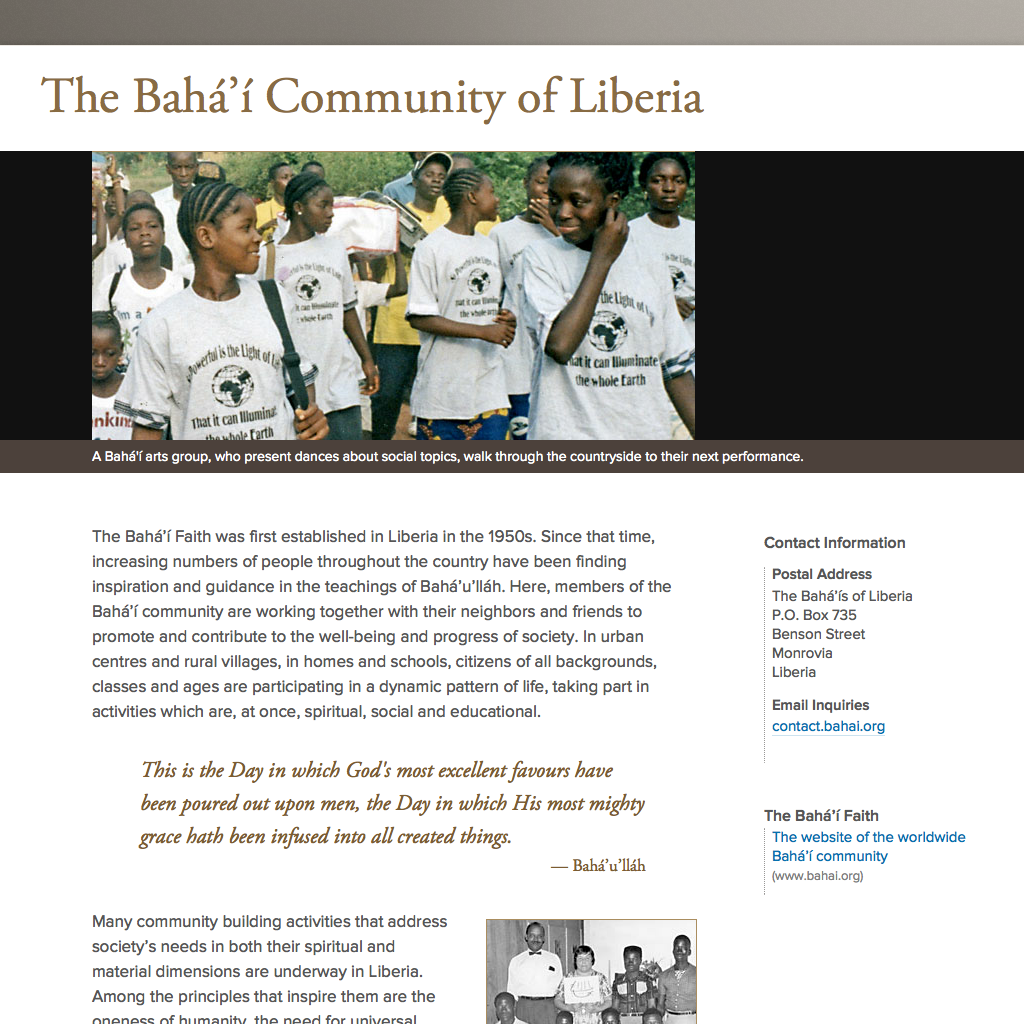 The Bahá’í Community of Liberia
Powerful is the Light of
That it can Illuminat
the whole Earth
the Light of
that it can Illuminate
the whole Earth
A Bahá'í arts group, who present dances about social topics, walk through the countryside to their next performance.
The Bahá’í Faith was first established in Liberia in the 1950s. Since that time,
increasing numbers of people throughout the country have been finding
inspiration and guidance in the teachings of Bahá’u’lláh. Here, members of the
Bahá’í community are working together with their neighbors and friends to
promote and contribute to the well-being and progress of society. In urban
centres and rural villages, in homes and schools, citizens of all backgrounds,
classes and ages are participating in a dynamic pattern of life, taking part in
activities which are, at once, spiritual, social and educational.
This is the Day in which God's most excellent favours have
been poured out upon men, the Day in which His most mighty
grace hath been infused into all created things.
— Bahá’u’lláh
Many community building activities that address
society’s needs in both their spiritual and
material dimensions are underway in Liberia.
Among the principles that inspire them are the
oneness of humanity, the need for universal
Contact Information
Postal Address
The Bahá’ís of Liberia
P.O. Box 735
Benson Street
Monrovia
Liberia
Email Inquiries
contact.bahai.org
The Bahá’í Faith
The website of the worldwide
Bahá’í community
(www.bahai.org)